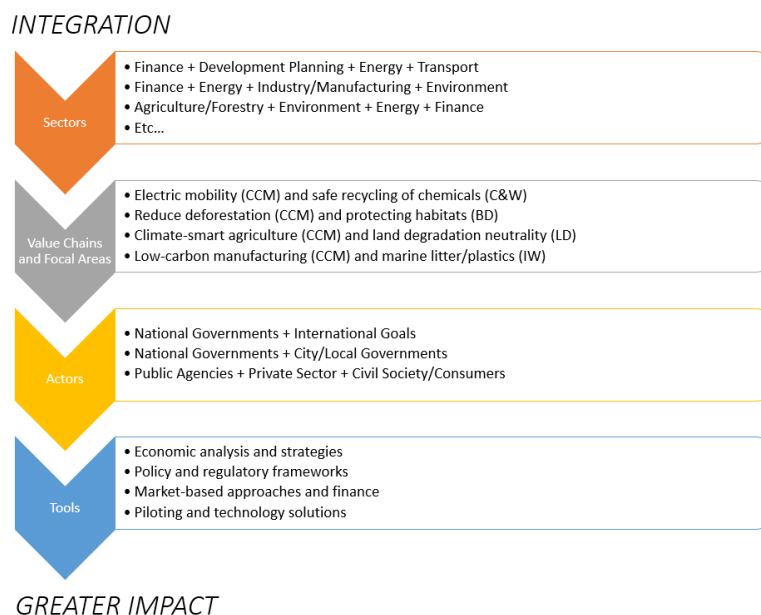 INTEGRATION
Sectors
• Finance + Development Planning + Energy + Transport
• Finance + Energy + Industry/Manufacturing + Environment
• Agriculture/Forestry + Environment + Energy + Finance
• Etc...
Value Chains
and Focal Areas
• Electric mobility (CCM) and safe recycling of chemicals (C&W)
• Reduce deforestation (CCM) and protecting habitats (BD)
• Climate-smart agriculture (CCM) and land degradation neutrality (LD)
• Low-carbon manufacturing (CCM) and marine litter/plastics (IW)
Actors
• National Governments + International Goals
• National Governments + City/Local Governments
• Public Agencies + Private Sector + Civil Society/Consumers
Tools
• Economic analysis and strategies
• Policy and regulatory frameworks
• Market-based approaches and finance
• Piloting and technology solutions
GREATER IMPACT